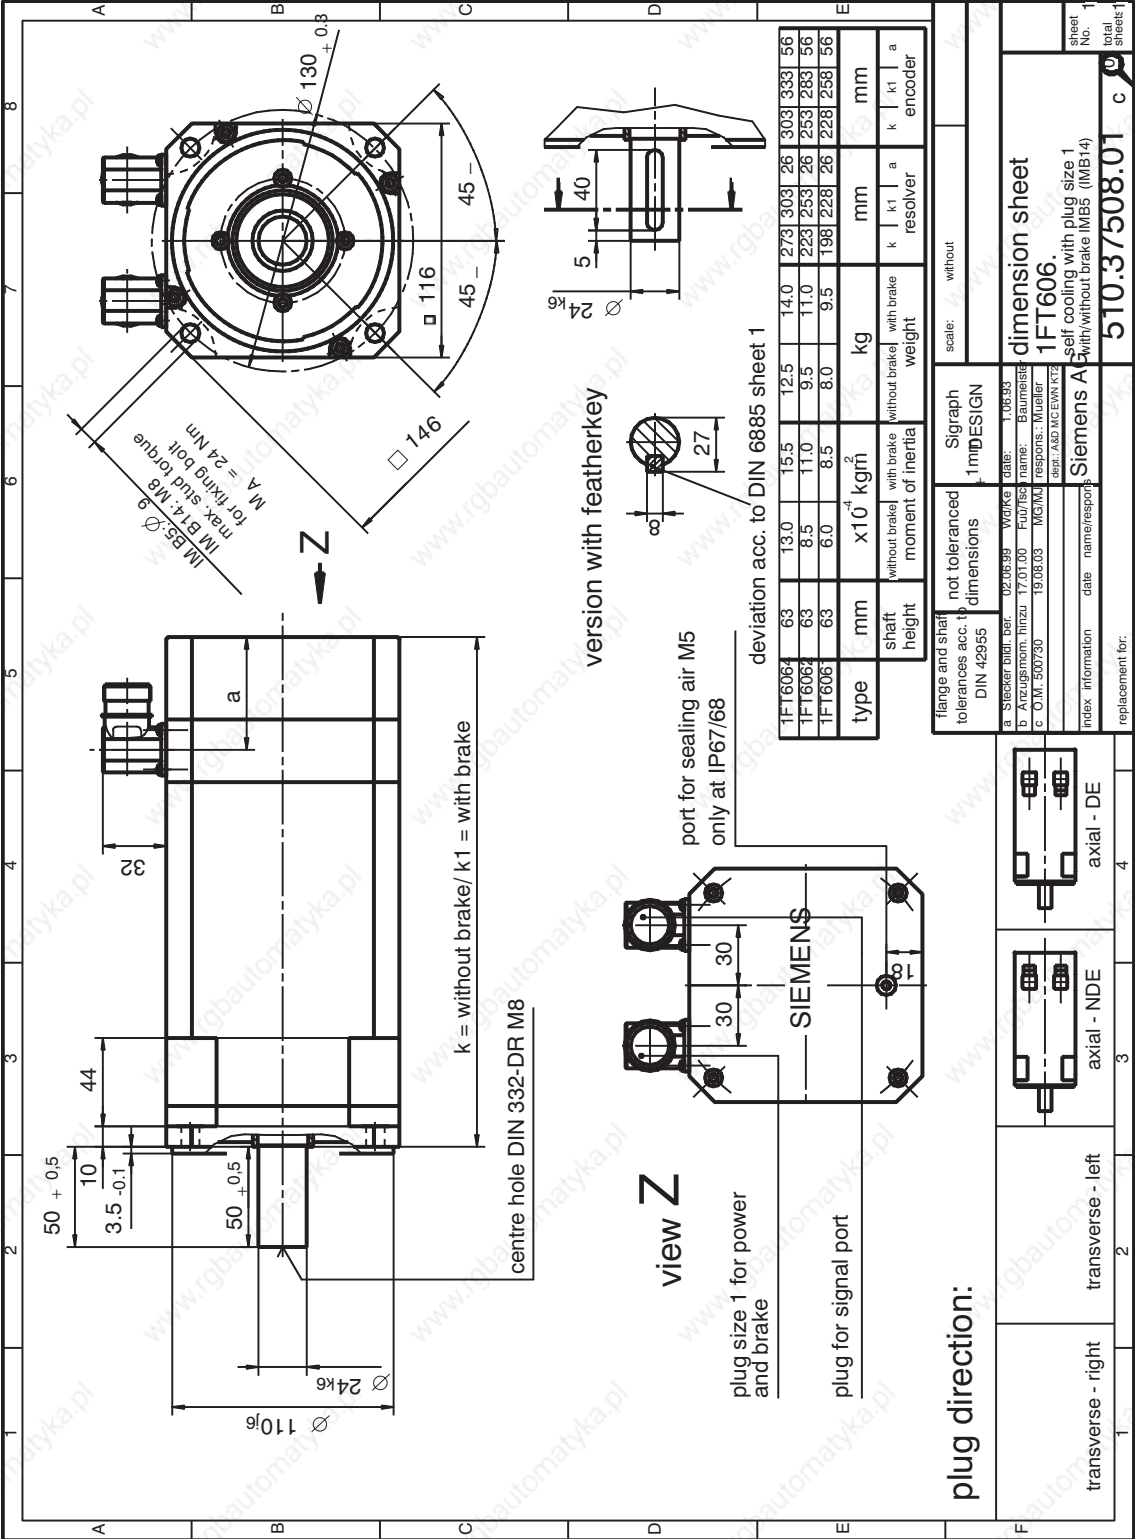 1 2 3 4 5 6 7 8
A B C D E F
50 + 0,5
10
3.5 -0.1
44
32
50 + 0,5
a
Ø 110j6
Ø 24k6
k = without brake/ k1 = with brake
centre hole DIN 332-DR M8
Z
IM B5: Ø 9
IM B14: M8
max. stud torque
for fixing bolt
M A = 24 Nm
Ø 130 + 0.3
□ 146
□ 116
45 –
45 –
version with featherkey
5
40
Ø 24k6
8
27
deviation acc. to DIN 6885 sheet 1
view Z
plug size 1 for power
and brake
plug for signal port
30
30
18
SIEMENS
port for sealing air M5
only at IP67/68
1FT6064 63 13.0 15.5 12.5 14.0 273 303 26 303 333 56
1FT6062 63 8.5 11.0 9.5 11.0 223 253 26 253 283 56
1FT6061 63 6.0 8.5 8.0 9.5 198 228 26 228 258 56
type mm x10⁻⁴ kgm² kg mm mm
shaft height
without brake with brake
moment of inertia
without brake with brake
weight
k k1 a
resolver
k k1 a
encoder
flange and shaft
tolerances acc. to
DIN 42955
not toleranced
dimensions
Sigraph
DESIGN
1mm
scale: without
a Stecker bildl. ber. 02.06.99 Wd/Ke
b Anzugsmom. hinzu 17.01.00
c O.M. 500730 19.08.03 MG/MJ
index information date name/respons
date: 1.06.93
name: Baumeister
respons.: Mueller
dept.: A&D MC EWN KT2
Siemens AG
dimension sheet
1FT606.
self cooling with plug size 1
with/without brake IMB5 (IMB14)
510.37508.01 c
sheet No. 1
total sheets 1
replacement for:
plug direction:
transverse - right
transverse - left
axial - NDE
axial - DE
www.rgbautomatyka.pl